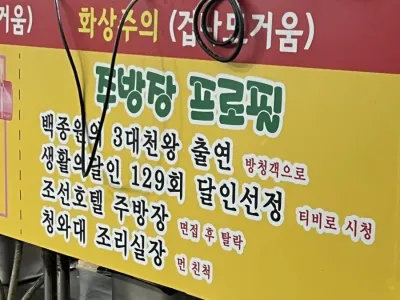 거움)
화상주의 (겁나뜨거움)
주방장 프로필
백종원의 3대천왕 출연 방청객으로
생활의달인 129회 달인선정 티비로 시청
조선호텔 주방장 면접 후 탈락
청와대 조리실장 먼 친척